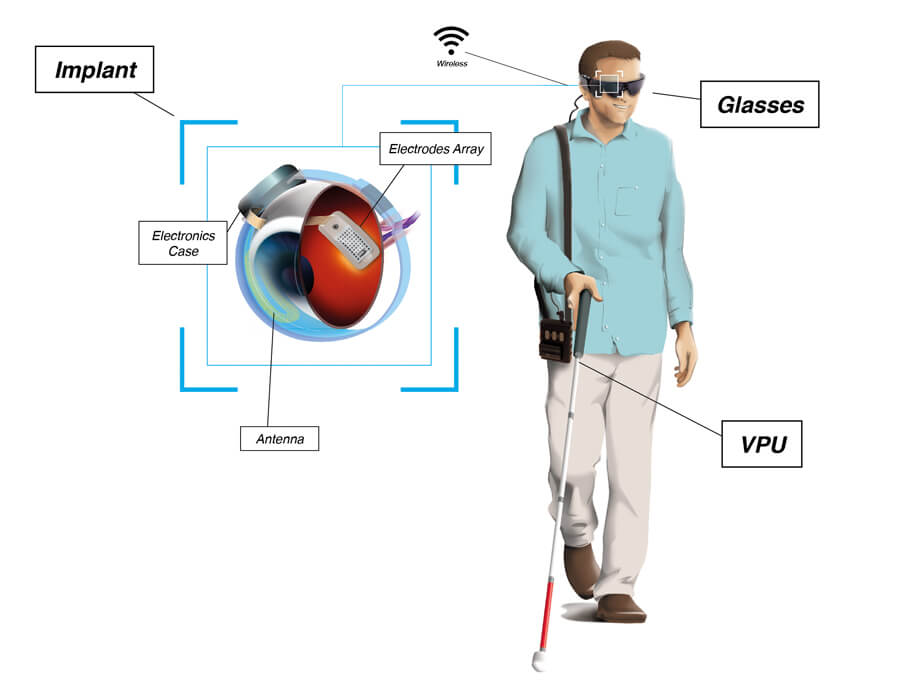 Wireless
Implant
Glasses
Electrodes Array
Electronics
Case
Antenna
VPU